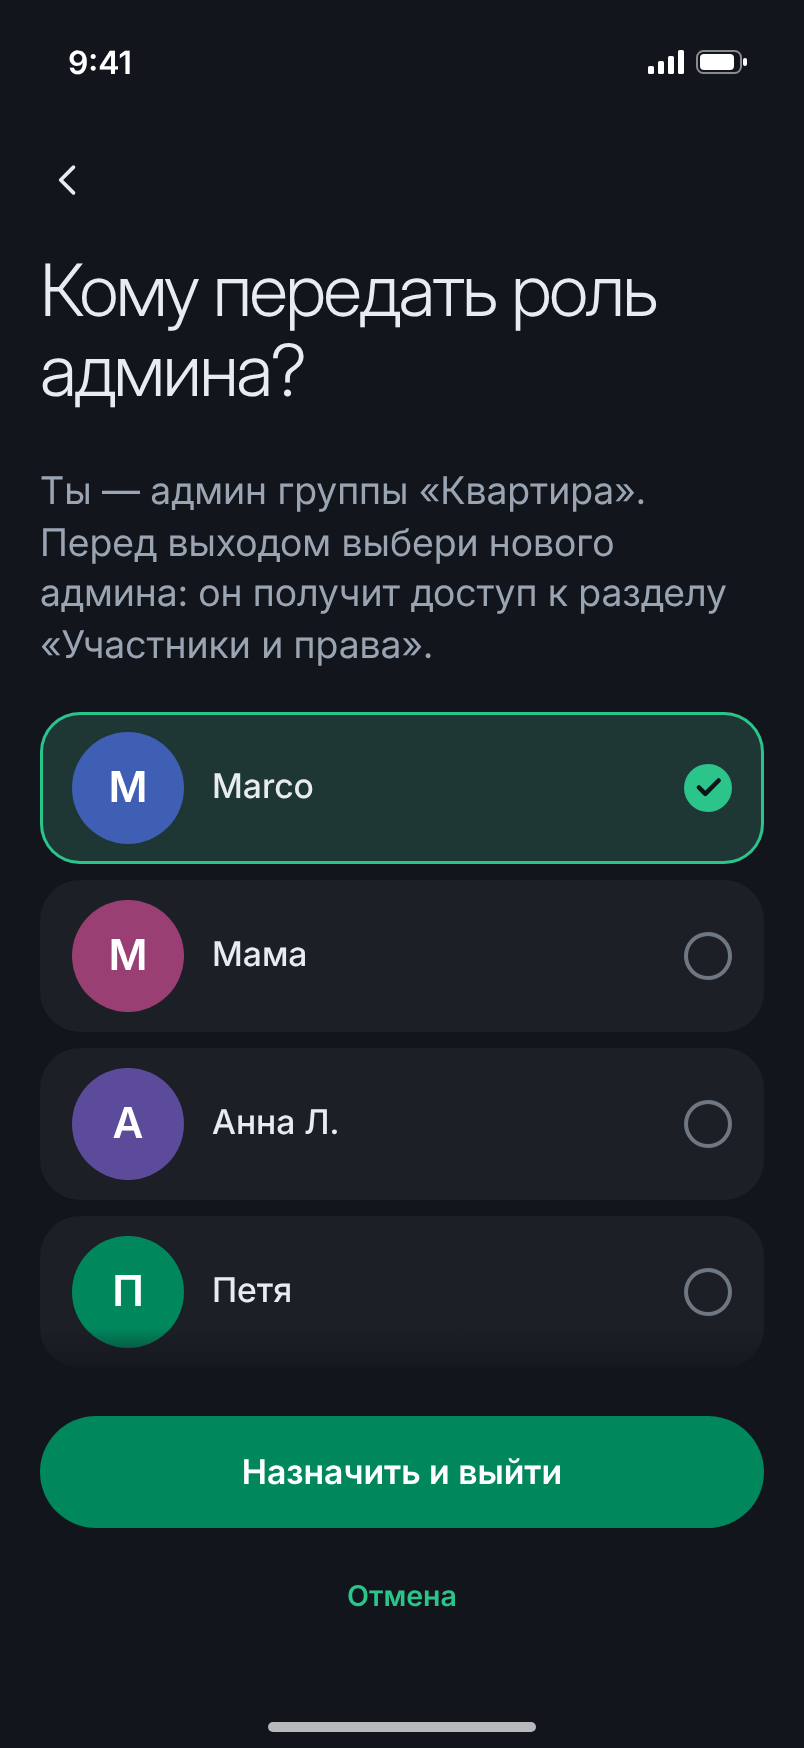 9:41
Кому передать роль
админа?
Ты — админ группы «Квартира».
Перед выходом выбери нового
админа: он получит доступ к разделу
«Участники и права».
M Marco
М Мама
А Анна Л.
П Петя
Назначить и выйти
Отмена